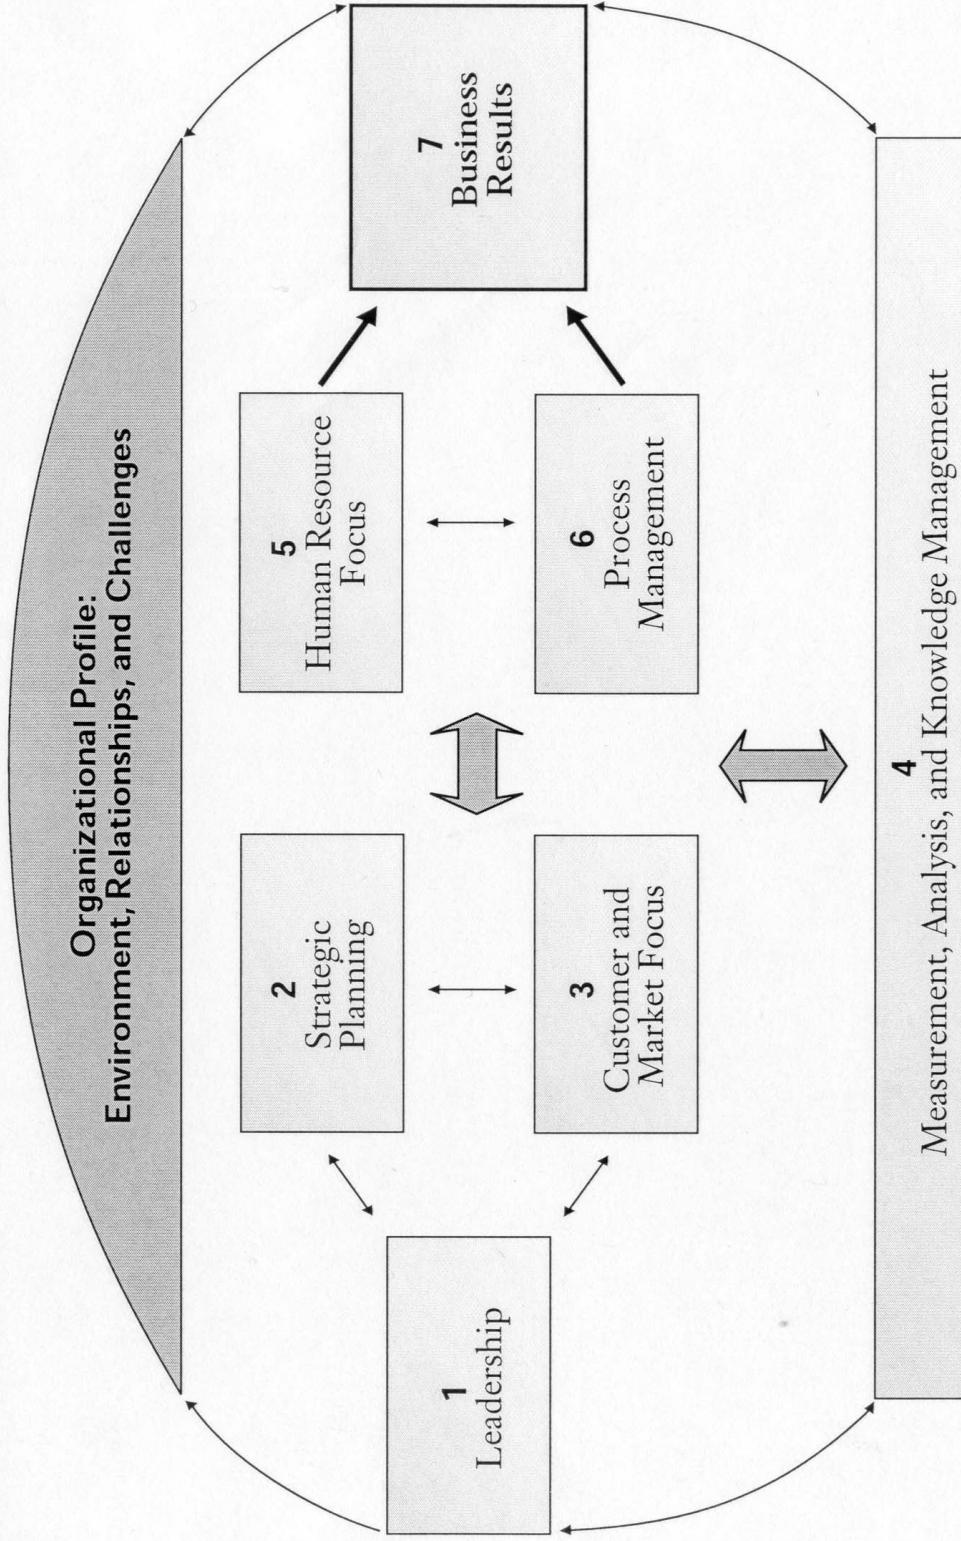 Organizational Profile:
Environment, Relationships, and Challenges
1
Leadership
2
Strategic
Planning
3
Customer and
Market Focus
5
Human Resource
Focus
6
Process
Management
7
Business
Results
4
Measurement, Analysis, and Knowledge Management